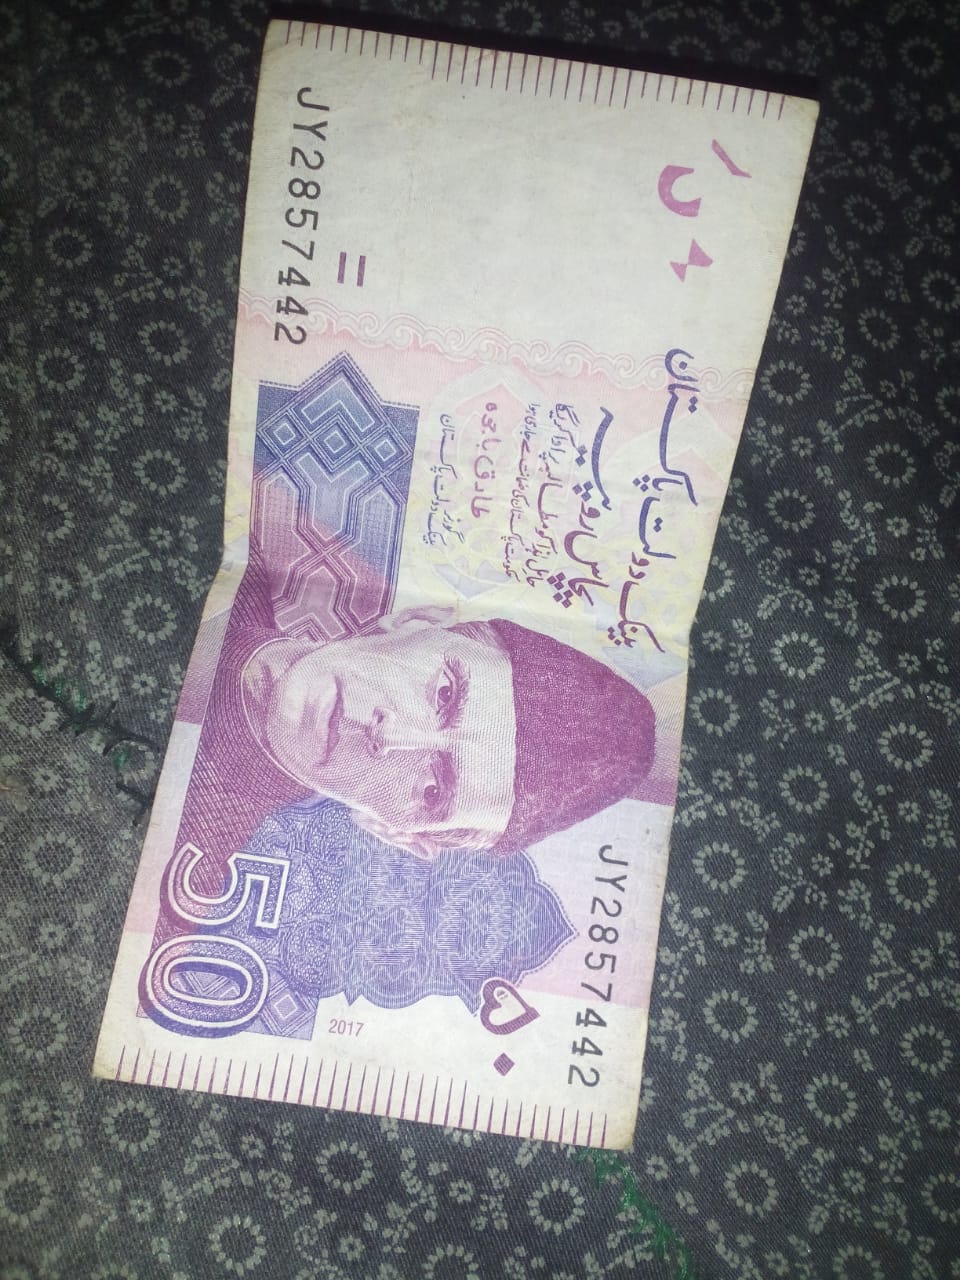 بینک دولت پاکستان
پچاس روپیہ
حامل ہذا کو مطالبہ پر ادا کرے گا
حکومت پاکستان کی ضمانت سے جاری ہوا
طارق باجوہ
گورنر
بینک دولت پاکستان
JY2857442
JY2857442
۵۰
50
2017